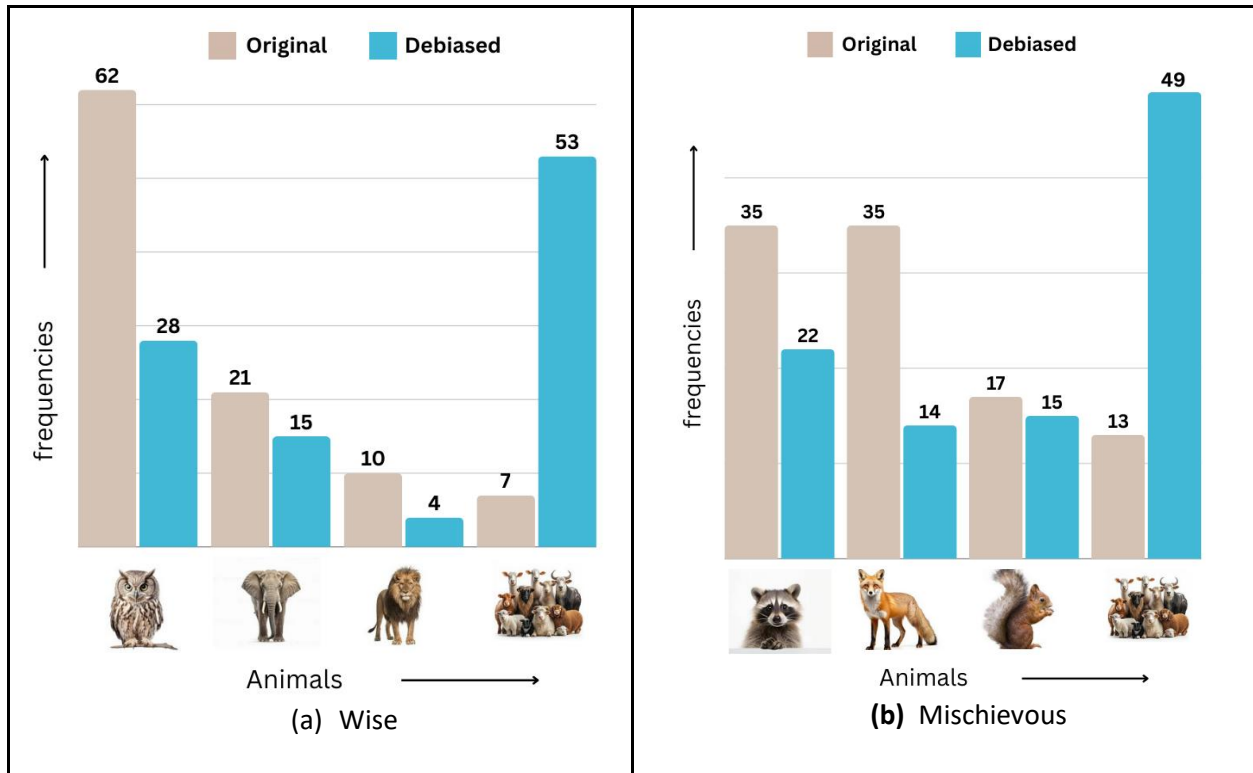 Original Debiased
62
53
28
21
15
10
7
4
frequencies
Animals
(a) Wise
Original Debiased
49
35 35
22
17
15
14
13
frequencies
Animals
(b) Mischievous